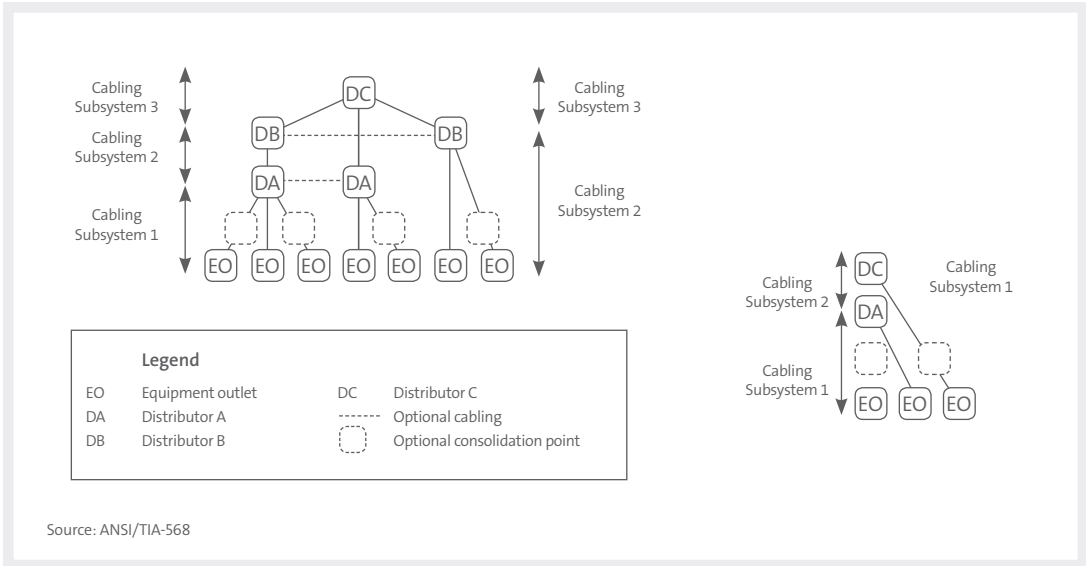 Cabling
Subsystem 3
Cabling
Subsystem 2
Cabling
Subsystem 1
DC
DB
DB
DA
DA
EO
EO
EO
EO
EO
EO
EO
Cabling
Subsystem 3
Cabling
Subsystem 2
Cabling
Subsystem 2
Cabling
Subsystem 1
DC
DA
EO
EO
EO
Cabling
Subsystem 1
Legend
EO Equipment outlet
DA Distributor A
DB Distributor B
DC Distributor C
Optional cabling
Optional consolidation point
Source: ANSI/TIA-568